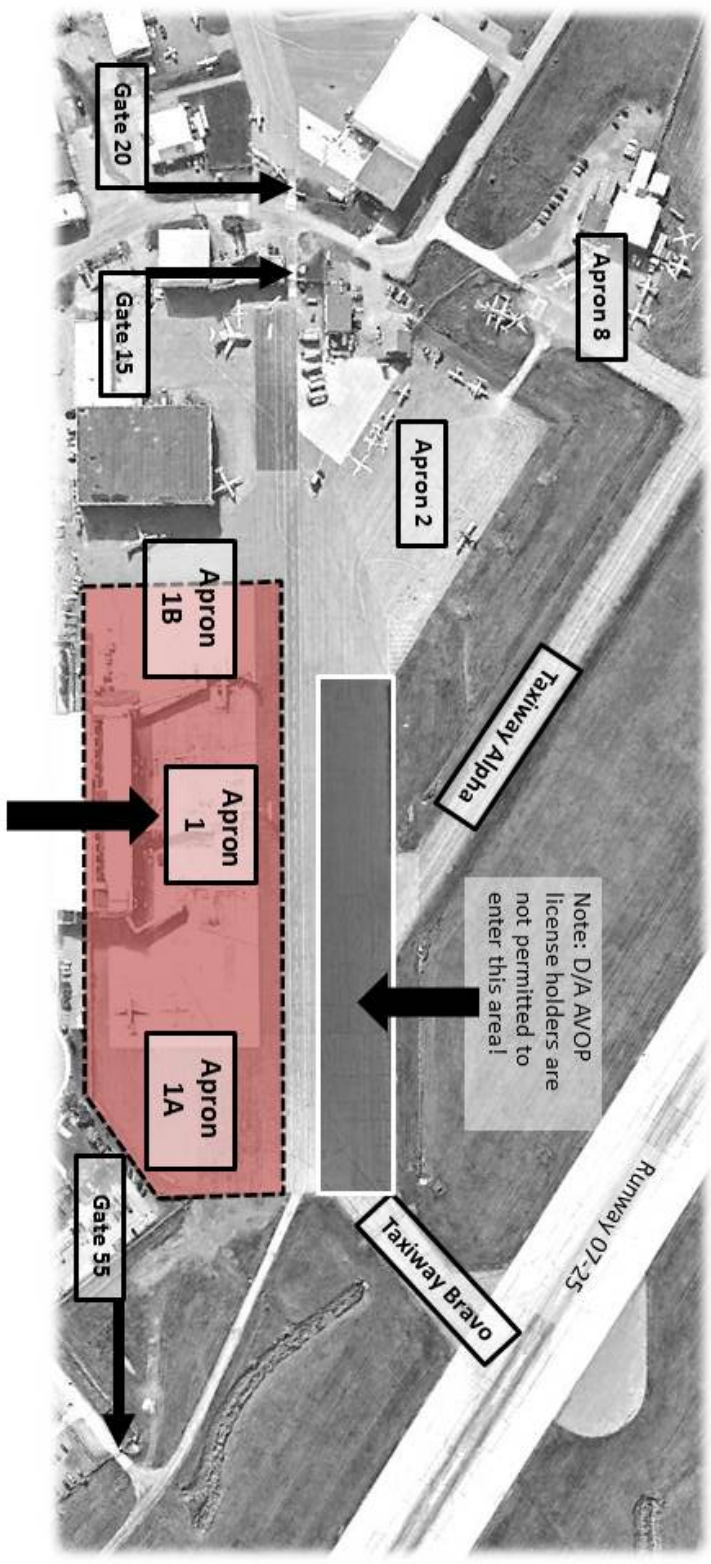 Gate 20
Gate 15
Apron 8
Apron 2
Apron
1B
Apron
1
Apron
1A
Taxiway Alpha
Note: D/A AVOP
license holders are
not permitted to
enter this area!
Runway 07-25
Taxiway Bravo
Gate 55